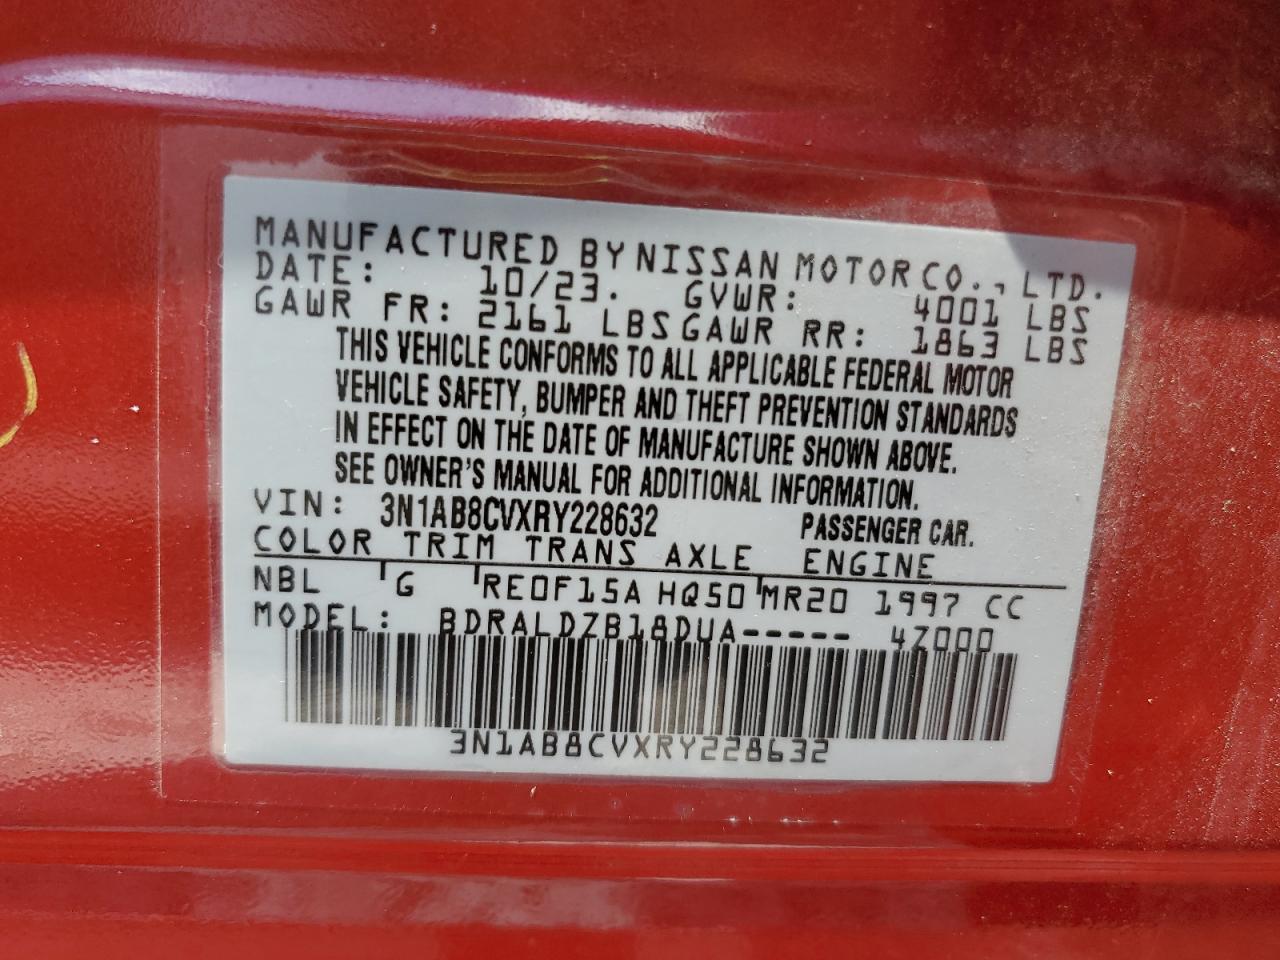 MANUFACTURED BY NISSAN MOTOR CO., LTD.
DATE: 10/23. GVWR: 4001 LBS
GAWR FR: 2161 LBS GAWR RR: 1863 LBS
THIS VEHICLE CONFORMS TO ALL APPLICABLE FEDERAL MOTOR
VEHICLE SAFETY, BUMPER AND THEFT PREVENTION STANDARDS
IN EFFECT ON THE DATE OF MANUFACTURE SHOWN ABOVE.
SEE OWNER'S MANUAL FOR ADDITIONAL INFORMATION.
VIN: 3N1AB8CVXRY228632 PASSENGER CAR.
COLOR TRIM TRANS AXLE ENGINE
NBL G RE0F15A HQ50 MR20 1997 CC
MODEL: BDRALDZB18DUA----- 4Z000
3N1AB8CVXRY228632